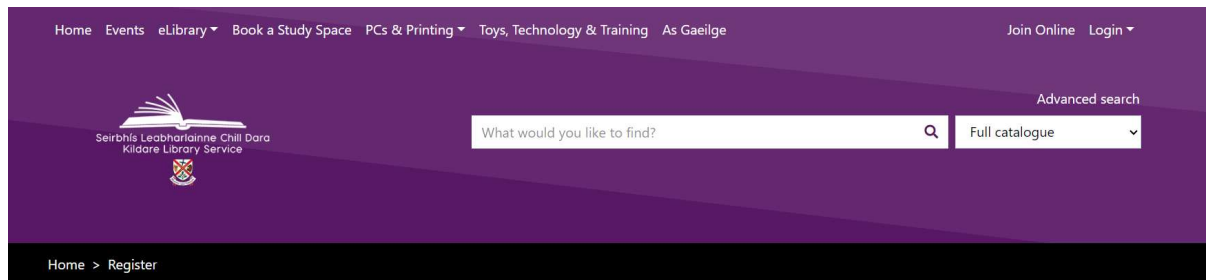 Home Events eLibrary Book a Study Space PCs & Printing Toys, Technology & Training As Gaeilge Join Online Login
Advanced search
What would you like to find? Full catalogue
Seirbhís Leabharlainne Chill Dara
Kildare Library Service
Home > Register